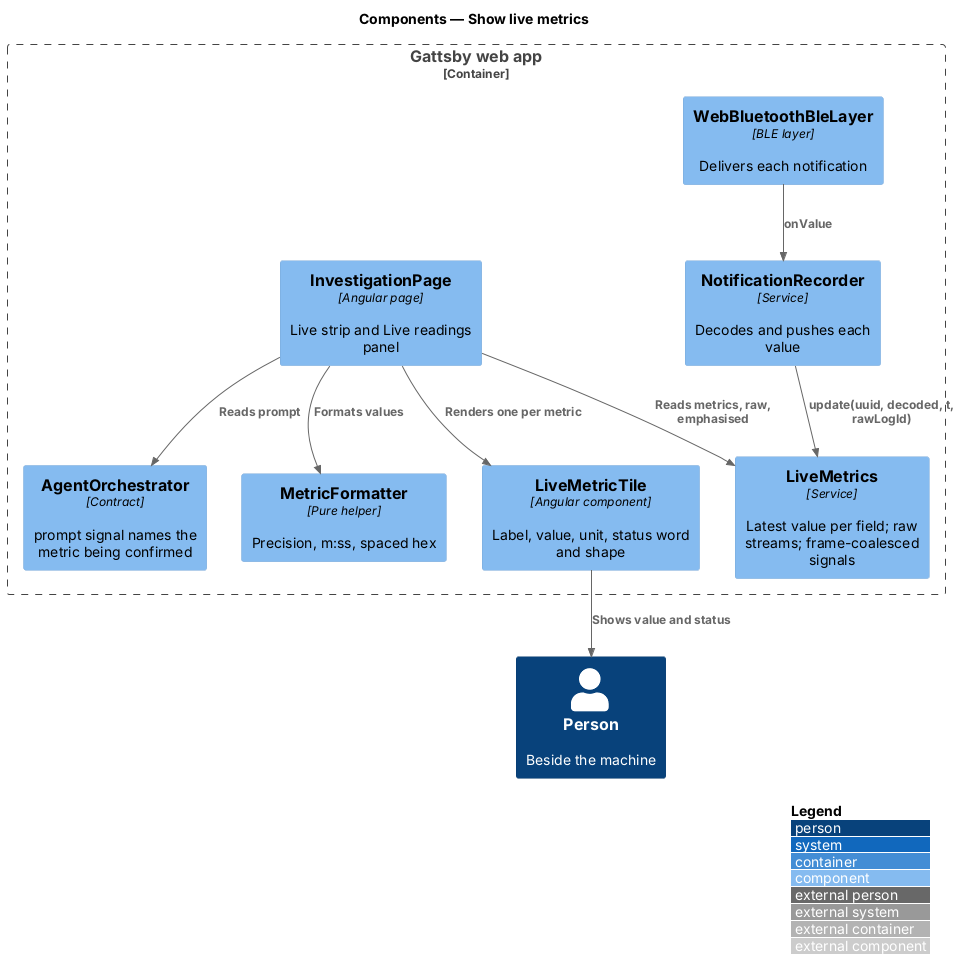 Components — Show live metrics
Gattsby web app
[Container]
WebBluetoothBleLayer
[BLE layer]
Delivers each notification
onValue
InvestigationPage
[Angular page]
Live strip and Live readings
panel
NotificationRecorder
[Service]
Decodes and pushes each
value
Reads prompt
Formats values
Renders one per metric
Reads metrics, raw,
emphasised
update(uuid, decoded, t,
rawLogId)
AgentOrchestrator
[Contract]
prompt signal names the
metric being confirmed
MetricFormatter
[Pure helper]
Precision, m:ss, spaced hex
LiveMetricTile
[Angular component]
Label, value, unit, status word
and shape
LiveMetrics
[Service]
Latest value per field; raw
streams; frame-coalesced
signals
Shows value and status
Person
Beside the machine
Legend
person
system
container
component
external person
external system
external container
external component